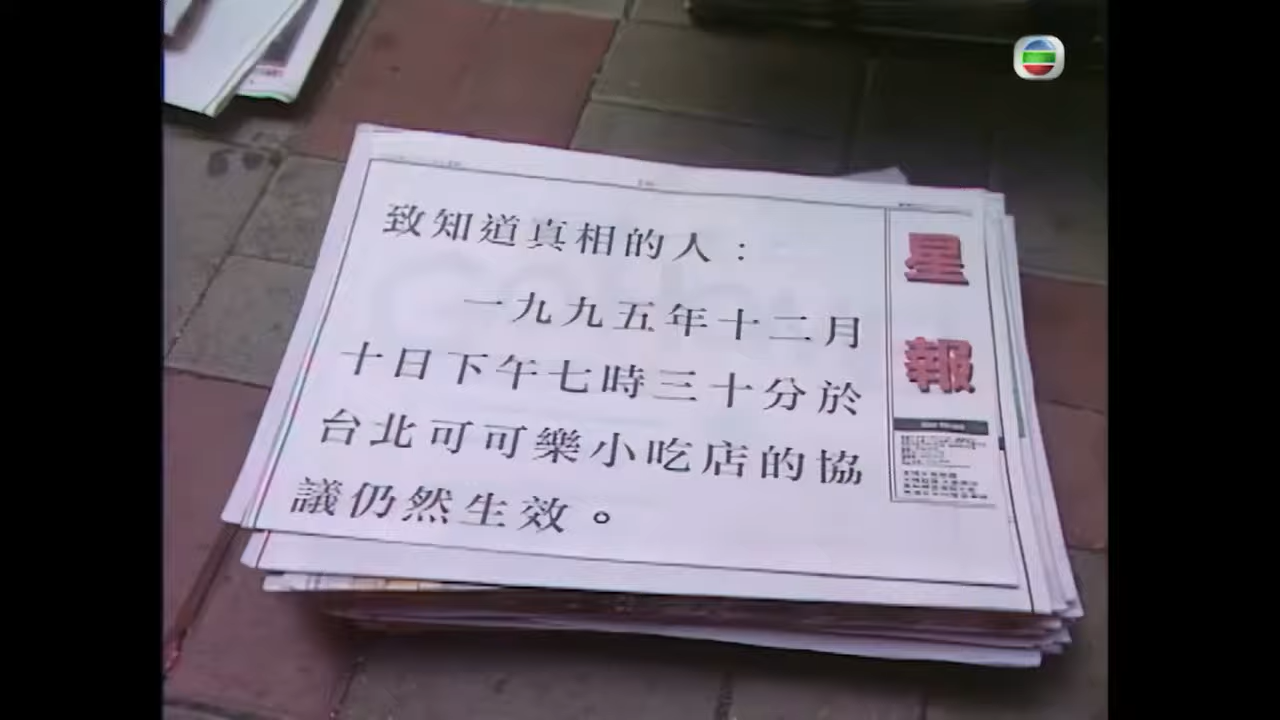 致知道真相的人：
一九九五年十二月
十日下午七時三十分於
台北可可樂小吃店的協
議仍然生效。
星
報